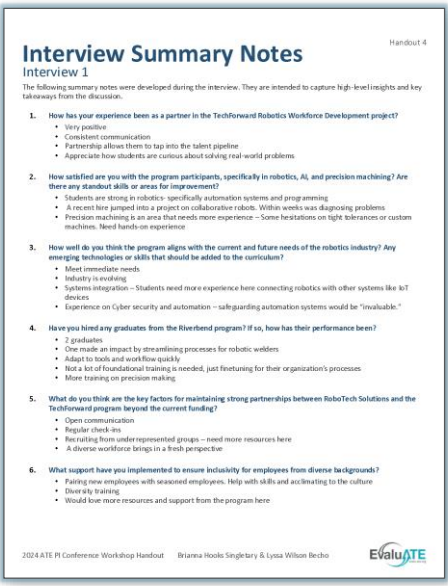 Handout 4
Interview Summary Notes
Interview 1
The following summary notes were developed during the interview. They are intended to capture high-level insights and key
takeaways from the discussion.
1. How has your experience been as a partner in the TechForward Robotics Workforce Development project?
• Very positive
• Consistent communication
• Partnership allows them to tap into the talent pipeline
• Appreciate how students are curious about solving real-world problems
2. How satisfied are you with the program participants, specifically in robotics, AI, and precision machining? Are
there any standout skills or areas for improvement?
• Students are strong in robotics- specifically automation systems and programming
• A recent hire jumped into a project on collaborative robots. Within weeks was diagnosing problems
• Precision machining is an area that needs more experience – Some hesitations on tight tolerances or custom
machines. Need hands-on experience
3. How well do you think the program aligns with the current and future needs of the robotics industry? Any
emerging technologies or skills that should be added to the curriculum?
• Meet immediate needs
• Industry is evolving
• Systems integration – Students need more experience here connecting robotics with other systems like IoT
devices
• Experience on Cyber security and automation – safeguarding automation systems would be "invaluable."
4. Have you hired any graduates from the Riverbend program? If so, how has their performance been?
• 2 graduates
• One made an impact by streamlining processes for robotic welders
• Adapt to tools and workflow quickly
• Not a lot of foundational training is needed, just finetuning for their organization's processes
• More training on precision making
5. What do you think are the key factors for maintaining strong partnerships between RoboTech Solutions and the
TechForward program beyond the current funding?
• Open communication
• Regular check-ins
• Recruiting from underrepresented groups – need more resources here
• A diverse workforce brings in a fresh perspective
6. What support have you implemented to ensure inclusivity for employees from diverse backgrounds?
• Pairing new employees with seasoned employees. Help with skills and acclimating to the culture
• Diversity training
• Would love more resources and support from the program here
2024 ATE PI Conference Workshop Handout Brianna Hooks Singletary & Lyssa Wilson Becho
EvaluATE